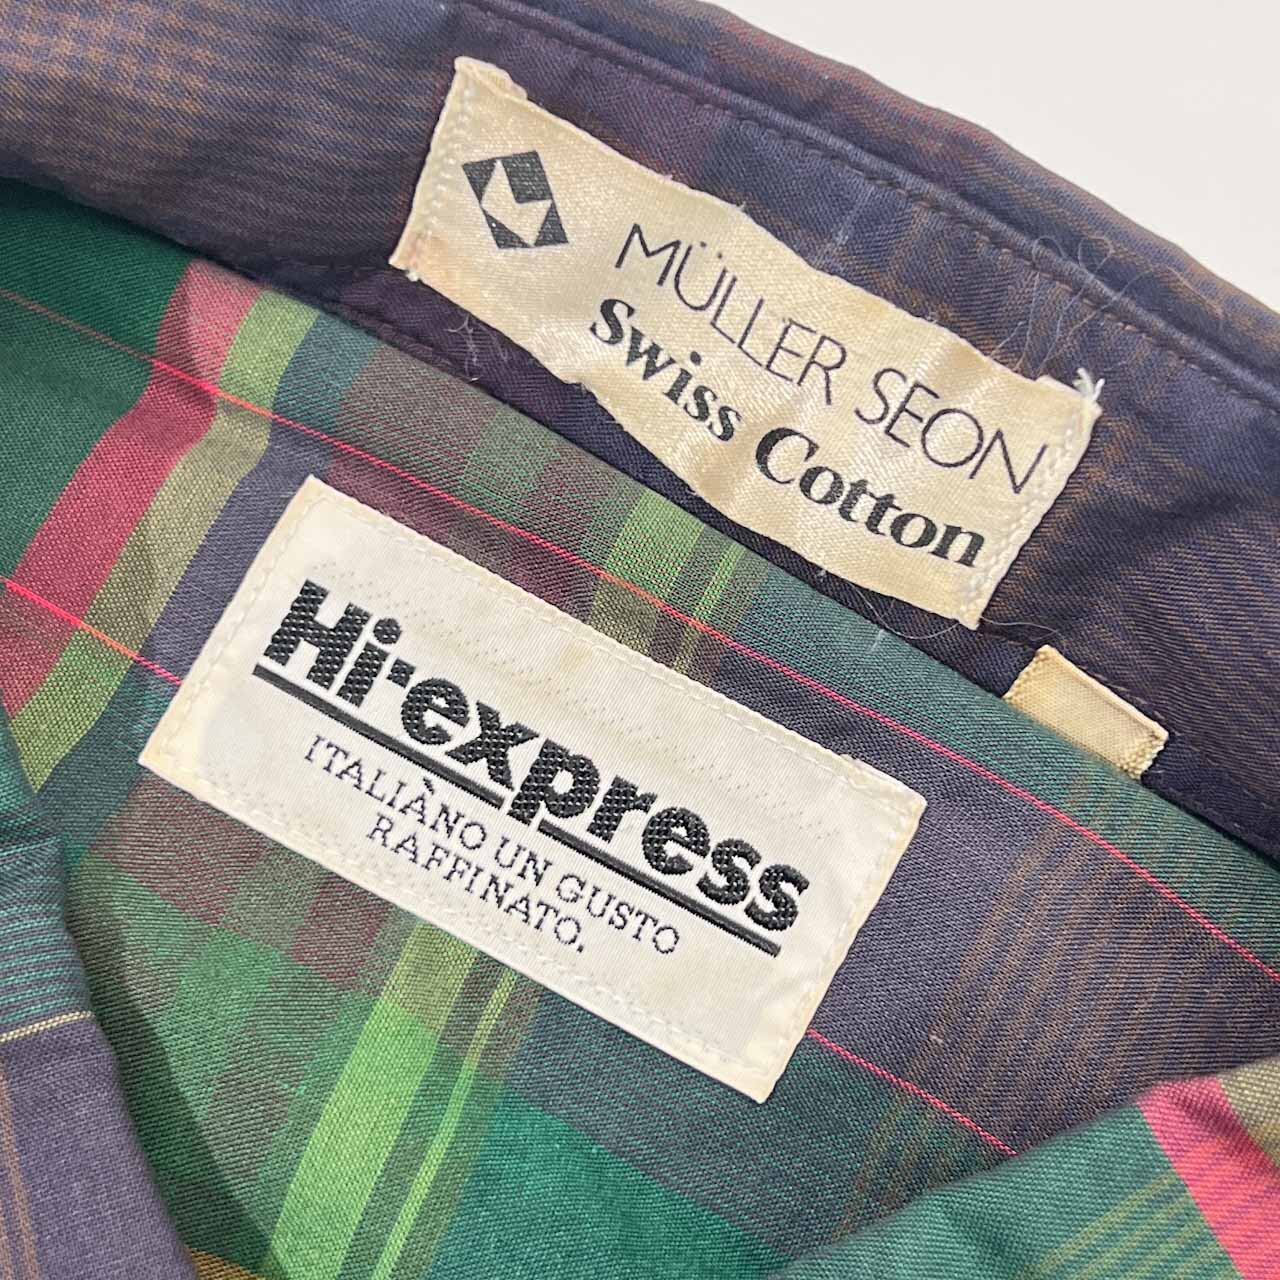 MÜLLER SEON
Swiss Cotton
Hi·express
ITALIÀNO UN GUSTO
RAFFINATO.